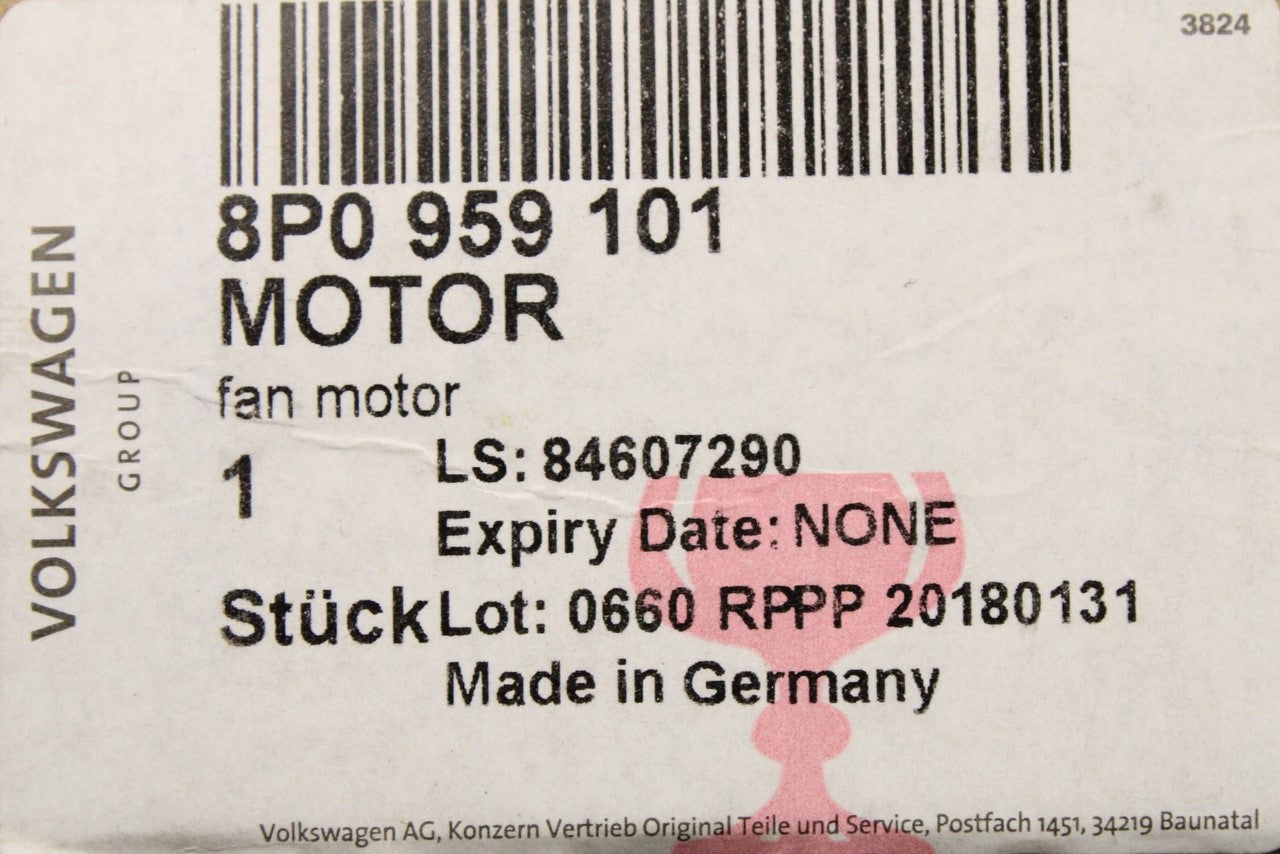 3824
8P0 959 101
MOTOR
fan motor
1 LS: 84607290
Expiry Date: NONE
Stück Lot: 0660 RPPP 20180131
Made in Germany
VOLKSWAGEN
GROUP
Volkswagen AG, Konzern Vertrieb Original Teile und Service, Postfach 1451, 34219 Baunatal